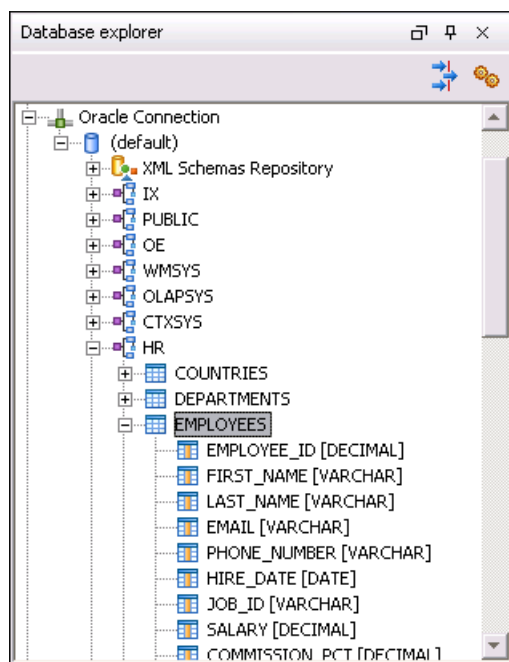 Database explorer
Oracle Connection
(default)
XML Schemas Repository
IX
PUBLIC
OE
WMSYS
OLAPSYS
CTXSYS
HR
COUNTRIES
DEPARTMENTS
EMPLOYEES
EMPLOYEE_ID [DECIMAL]
FIRST_NAME [VARCHAR]
LAST_NAME [VARCHAR]
EMAIL [VARCHAR]
PHONE_NUMBER [VARCHAR]
HIRE_DATE [DATE]
JOB_ID [VARCHAR]
SALARY [DECIMAL]
COMMISSION_PCT [DECIMAL]